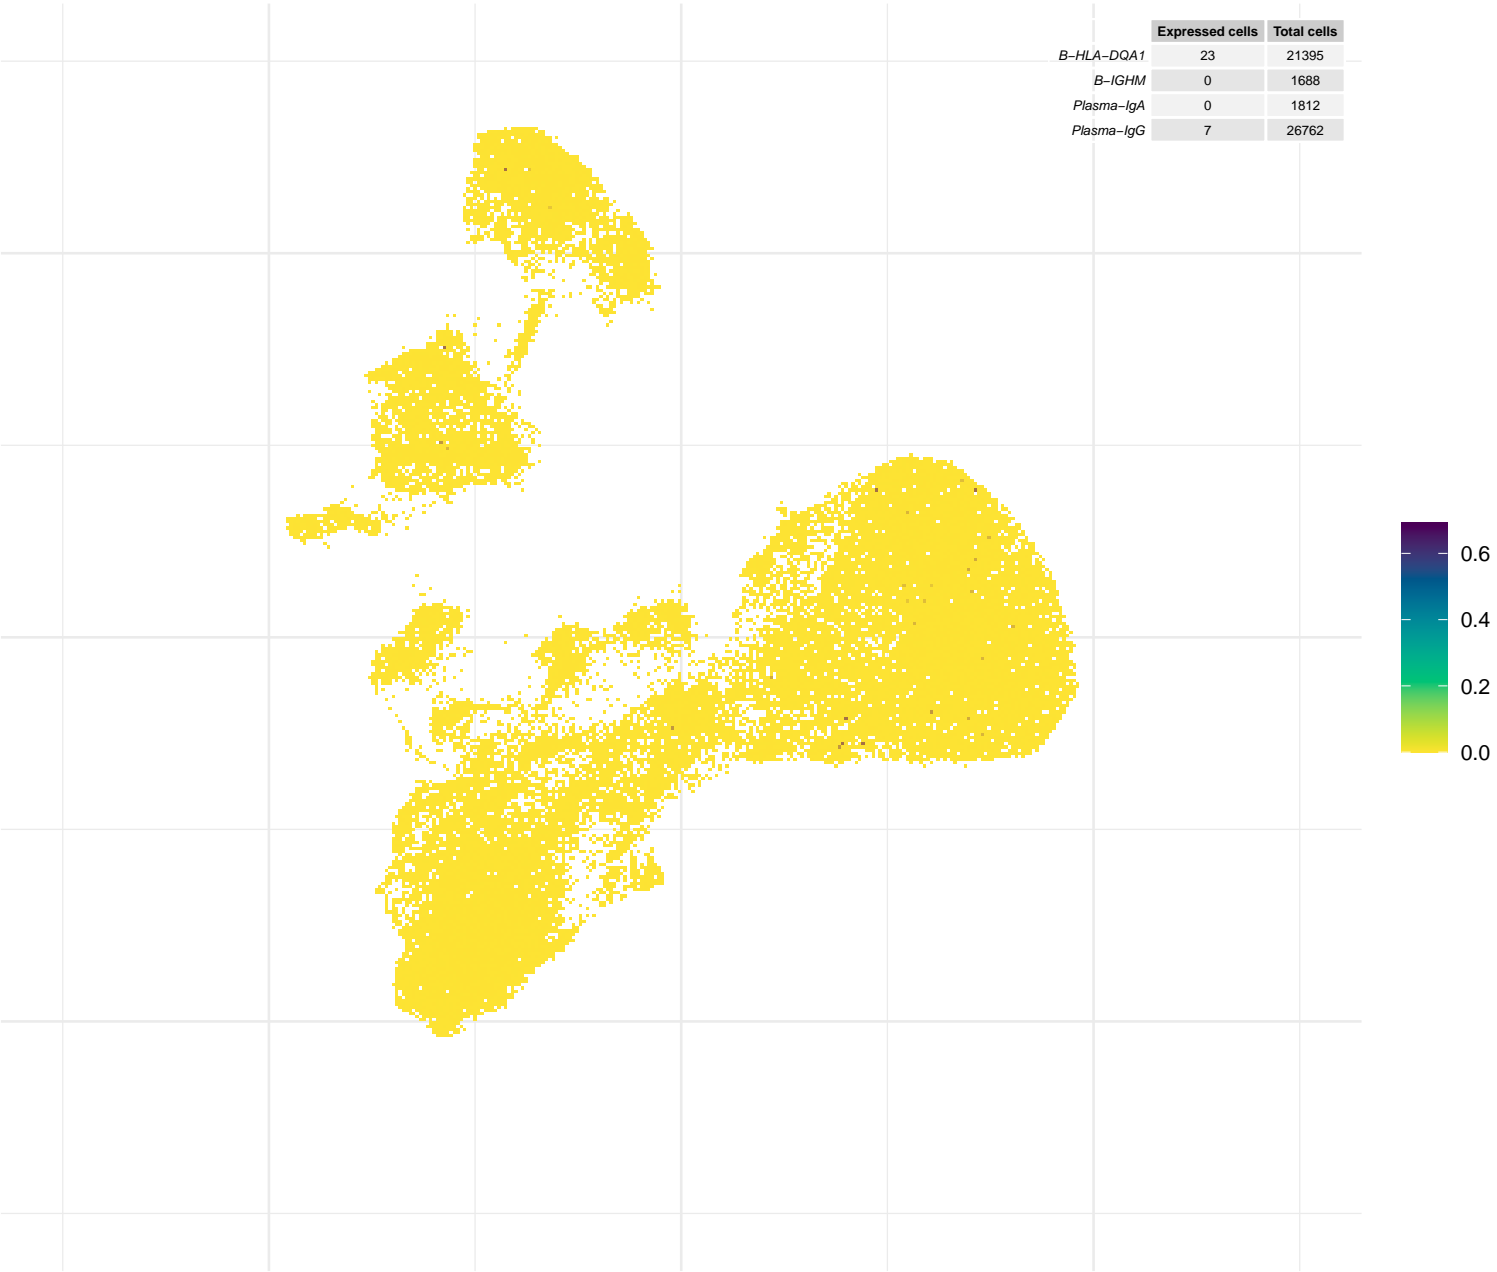 Expressed cells Total cells
B−HLA−DQA1 23 21395
B−IGHM 0 1688
Plasma−IgA 0 1812
Plasma−IgG 7 26762
0.6
0.4
0.2
0.0